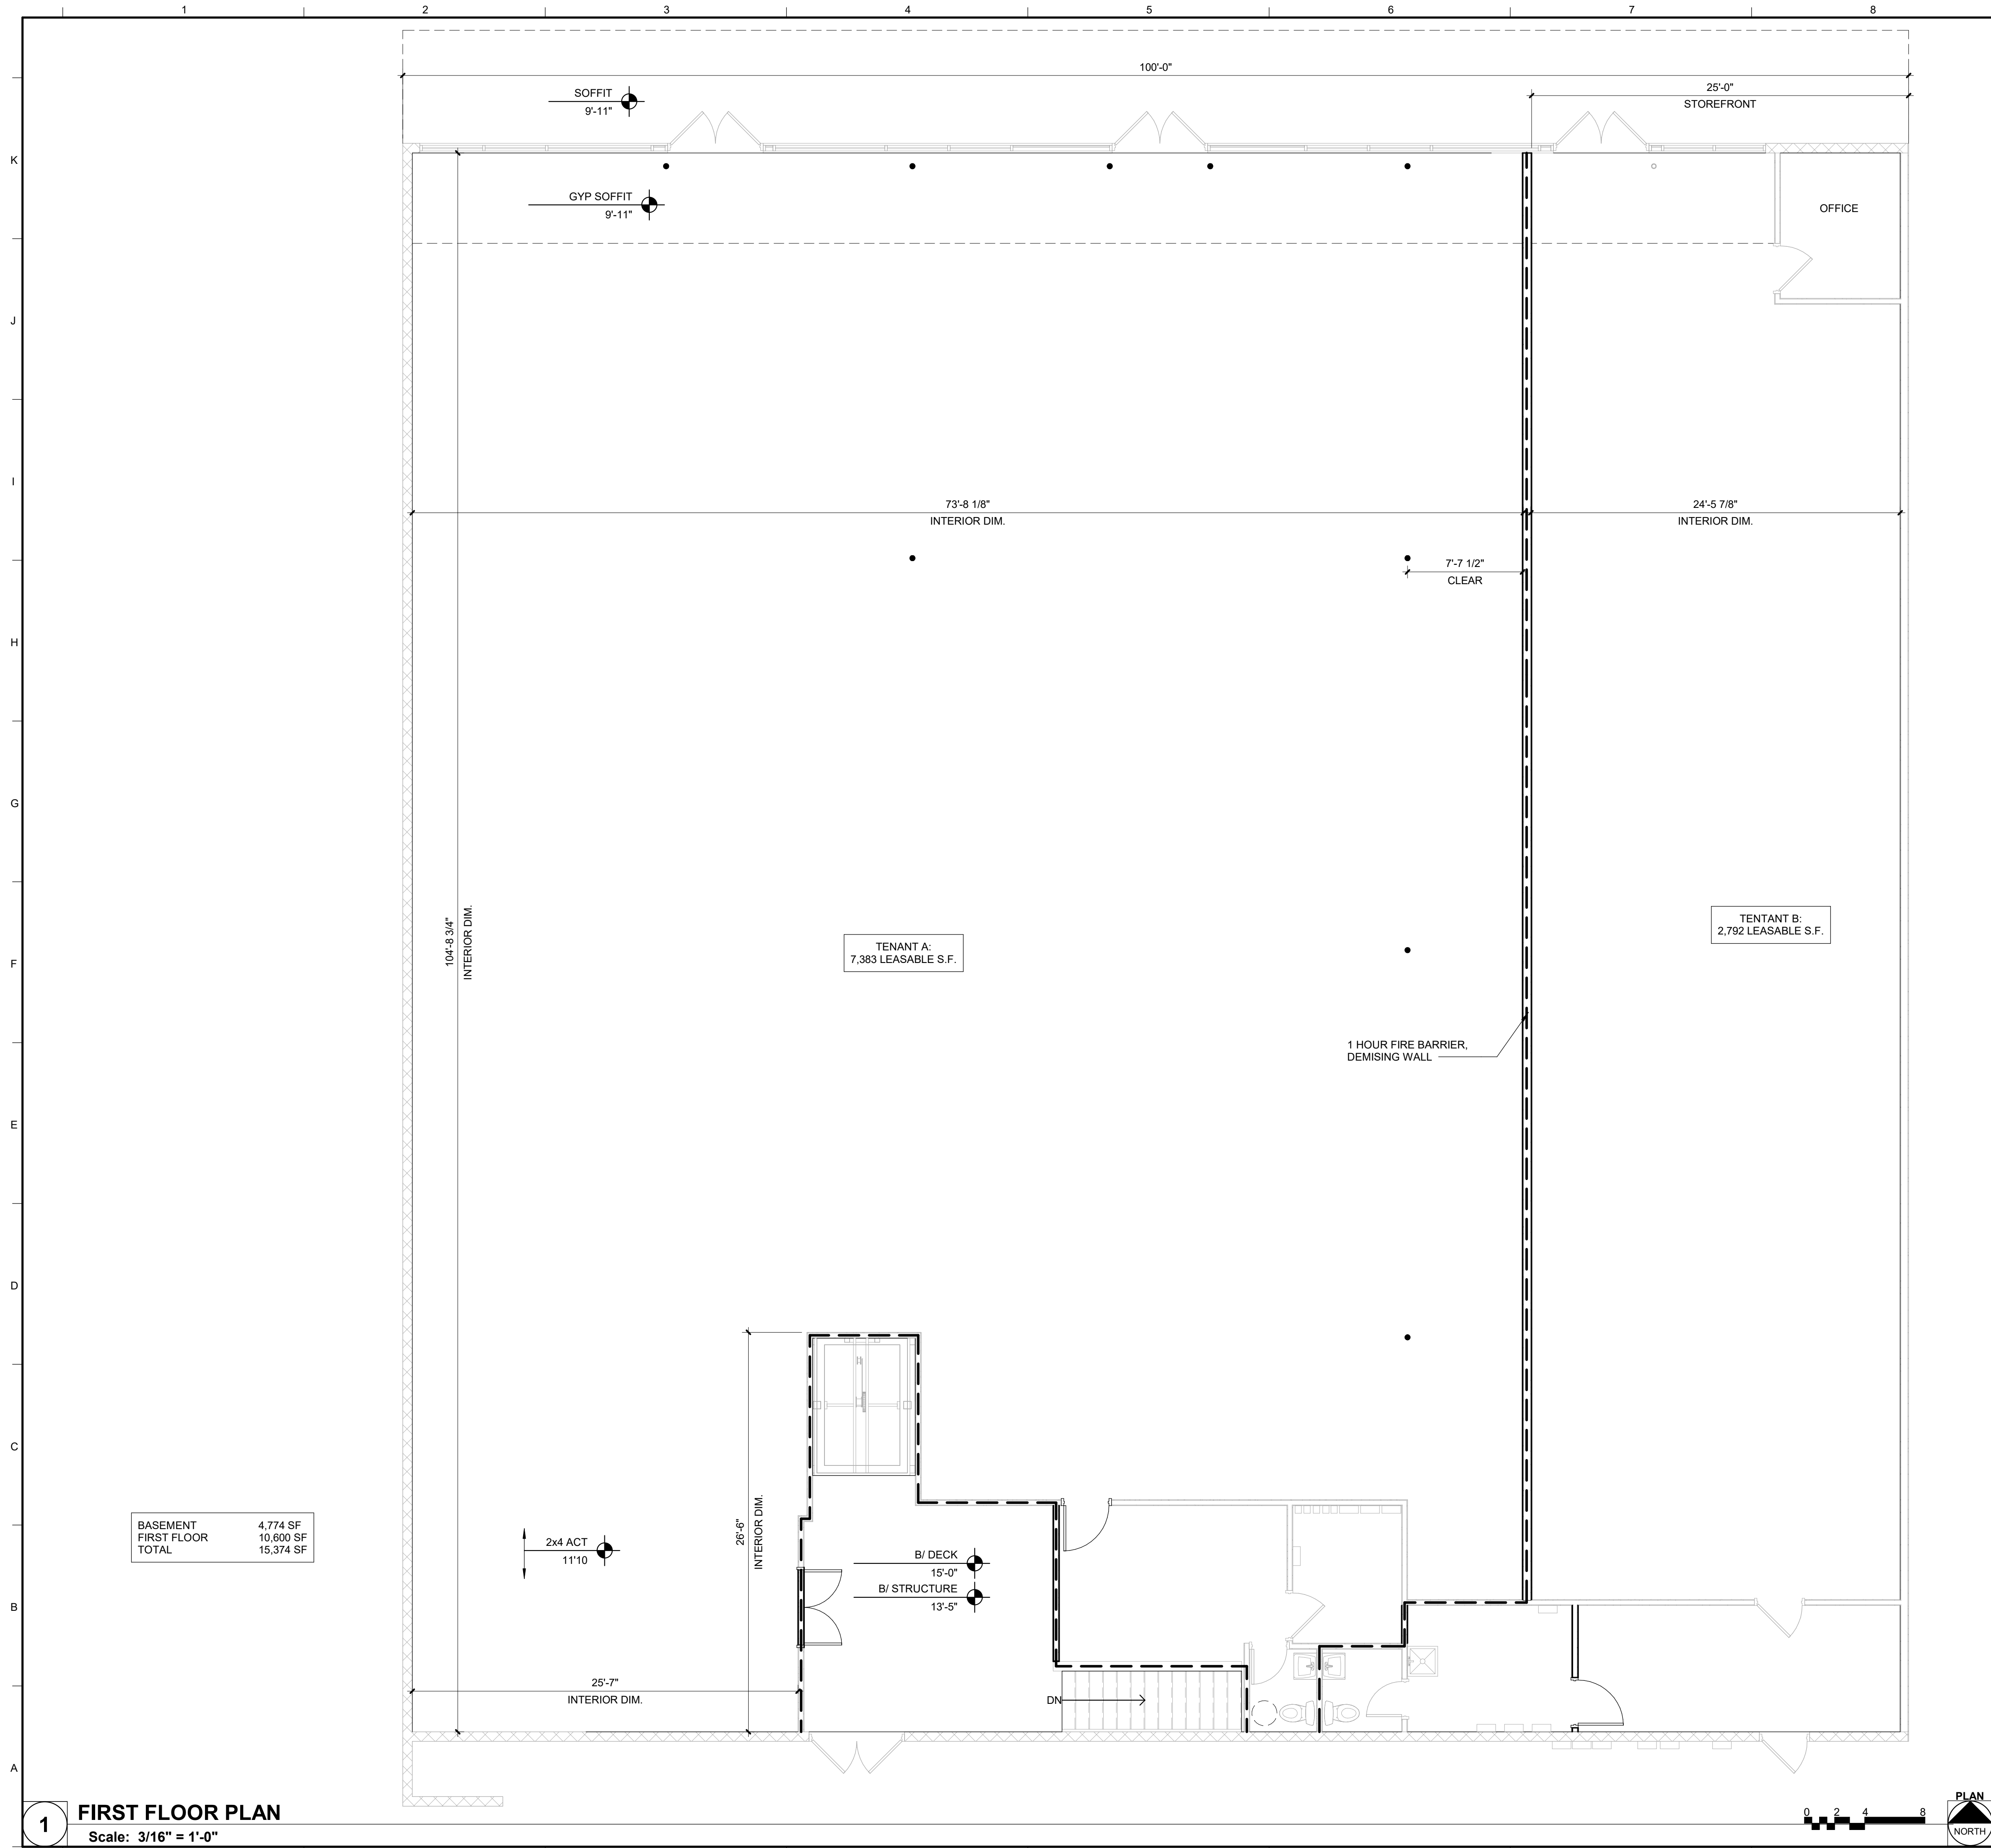 1 2 3 4 5 6 7 8
100'-0"
SOFFIT
9'-11"
25'-0"
STOREFRONT
K
GYP SOFFIT
9'-11"
OFFICE
J
I
73'-8 1/8"
INTERIOR DIM.
24'-5 7/8"
INTERIOR DIM.
7'-7 1/2"
CLEAR
H
G
104'-8 3/4"
INTERIOR DIM.
TENANT A:
7,383 LEASABLE S.F.
TENTANT B:
2,792 LEASABLE S.F.
F
1 HOUR FIRE BARRIER,
DEMISING WALL
E
D
C
BASEMENT 4,774 SF
FIRST FLOOR 10,600 SF
TOTAL 15,374 SF
26'-6"
INTERIOR DIM.
2x4 ACT
11'10
B/ DECK
15'-0"
B/ STRUCTURE
13'-5"
B
25'-7"
INTERIOR DIM.
DN
A
1
FIRST FLOOR PLAN
Scale: 3/16" = 1'-0"
0 2 4 8
PLAN
NORTH